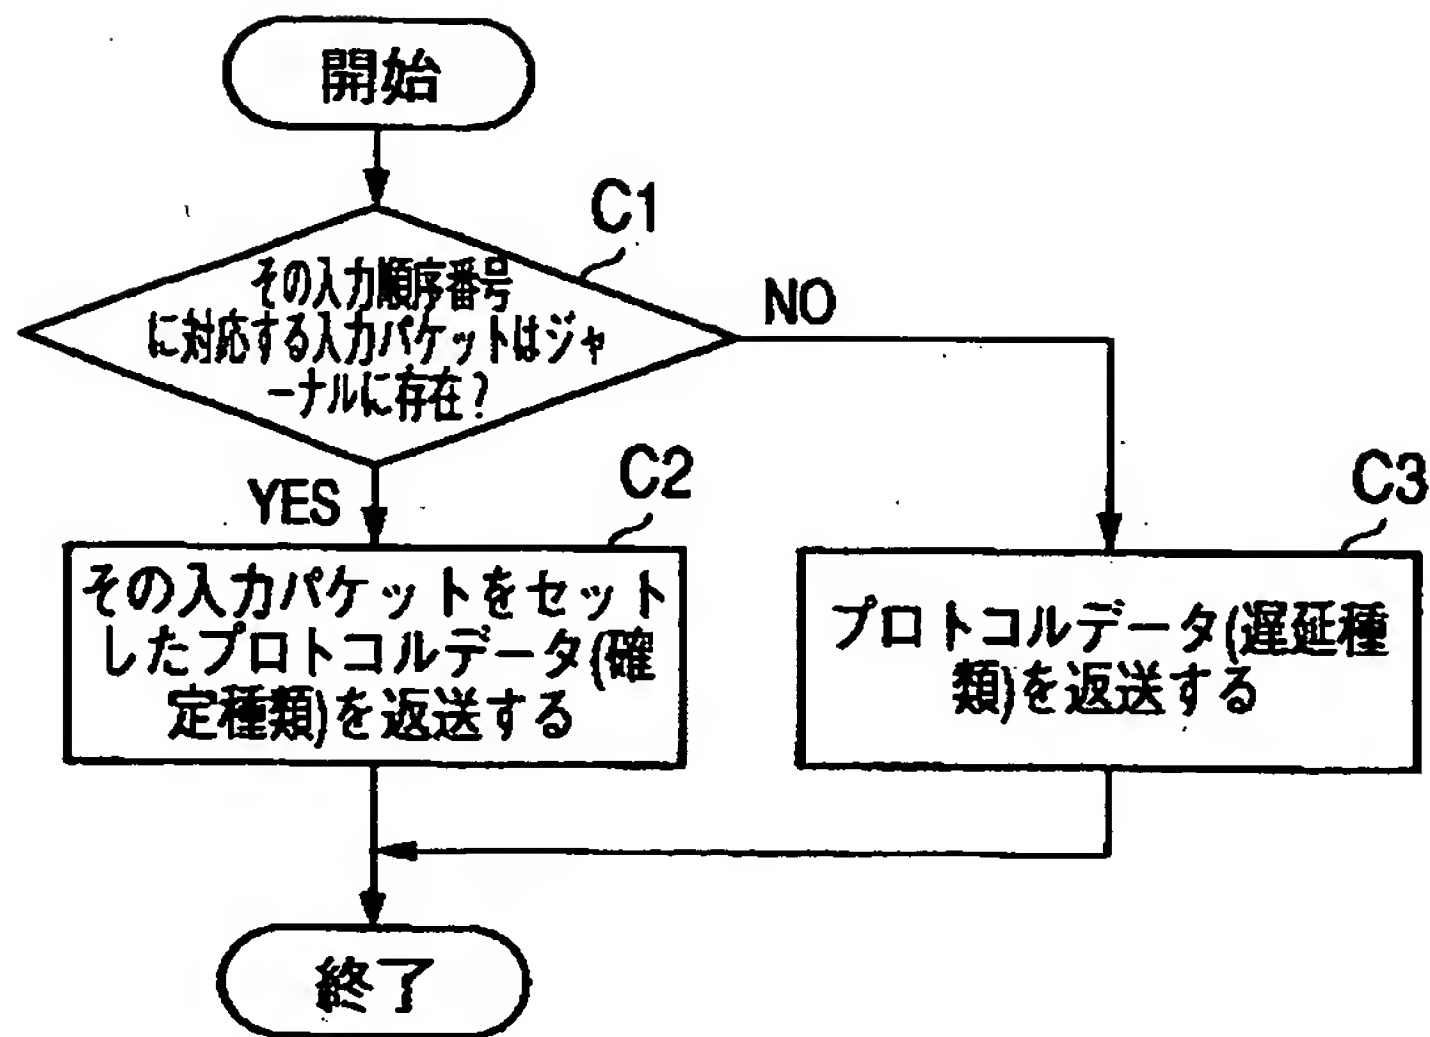 開始
C1
その入力順序番号
に対応する入力パケットはジャ
ーナルに存在?
NO
YES
C2
その入力パケットをセット
したプロトコルデータ(確
定種類)を返送する
C3
プロトコルデータ(遅延種
類)を返送する
終了